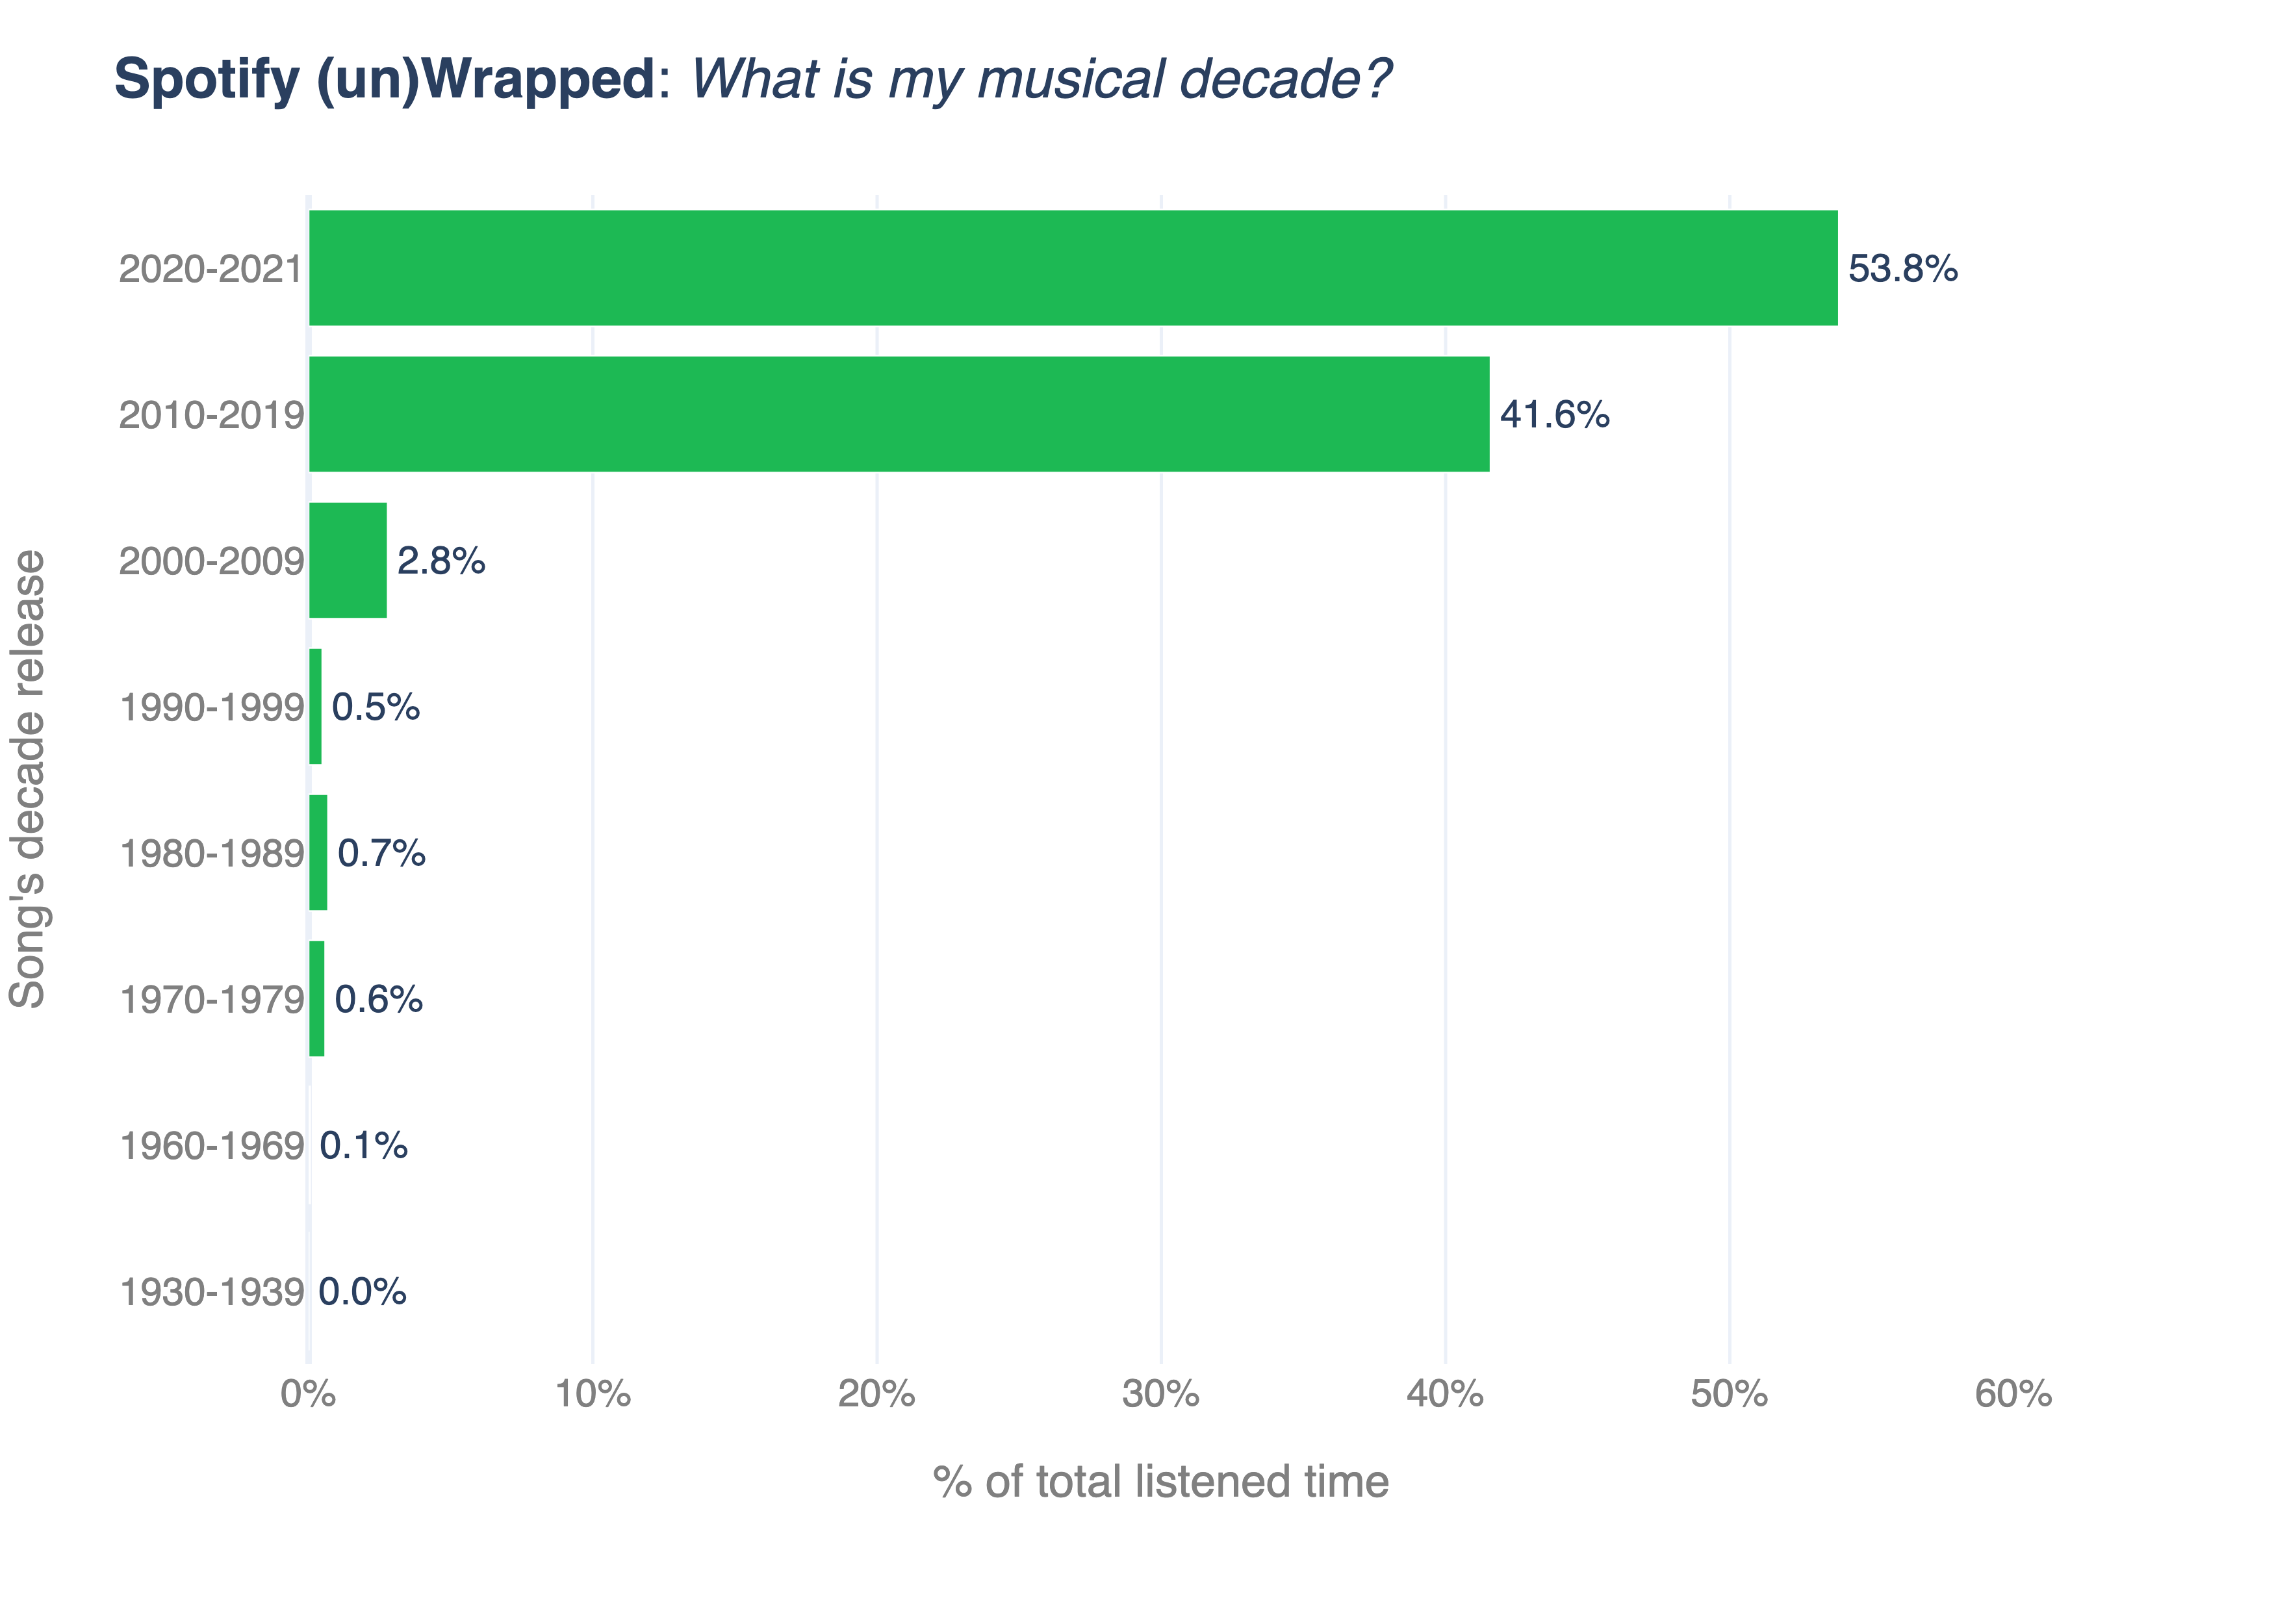 Spotify (un)Wrapped: What is my musical decade?
Song's decade release
2020-2021 53.8%
2010-2019 41.6%
2000-2009 2.8%
1990-1999 0.5%
1980-1989 0.7%
1970-1979 0.6%
1960-1969 0.1%
1930-1939 0.0%
0% 10% 20% 30% 40% 50% 60%
% of total listened time